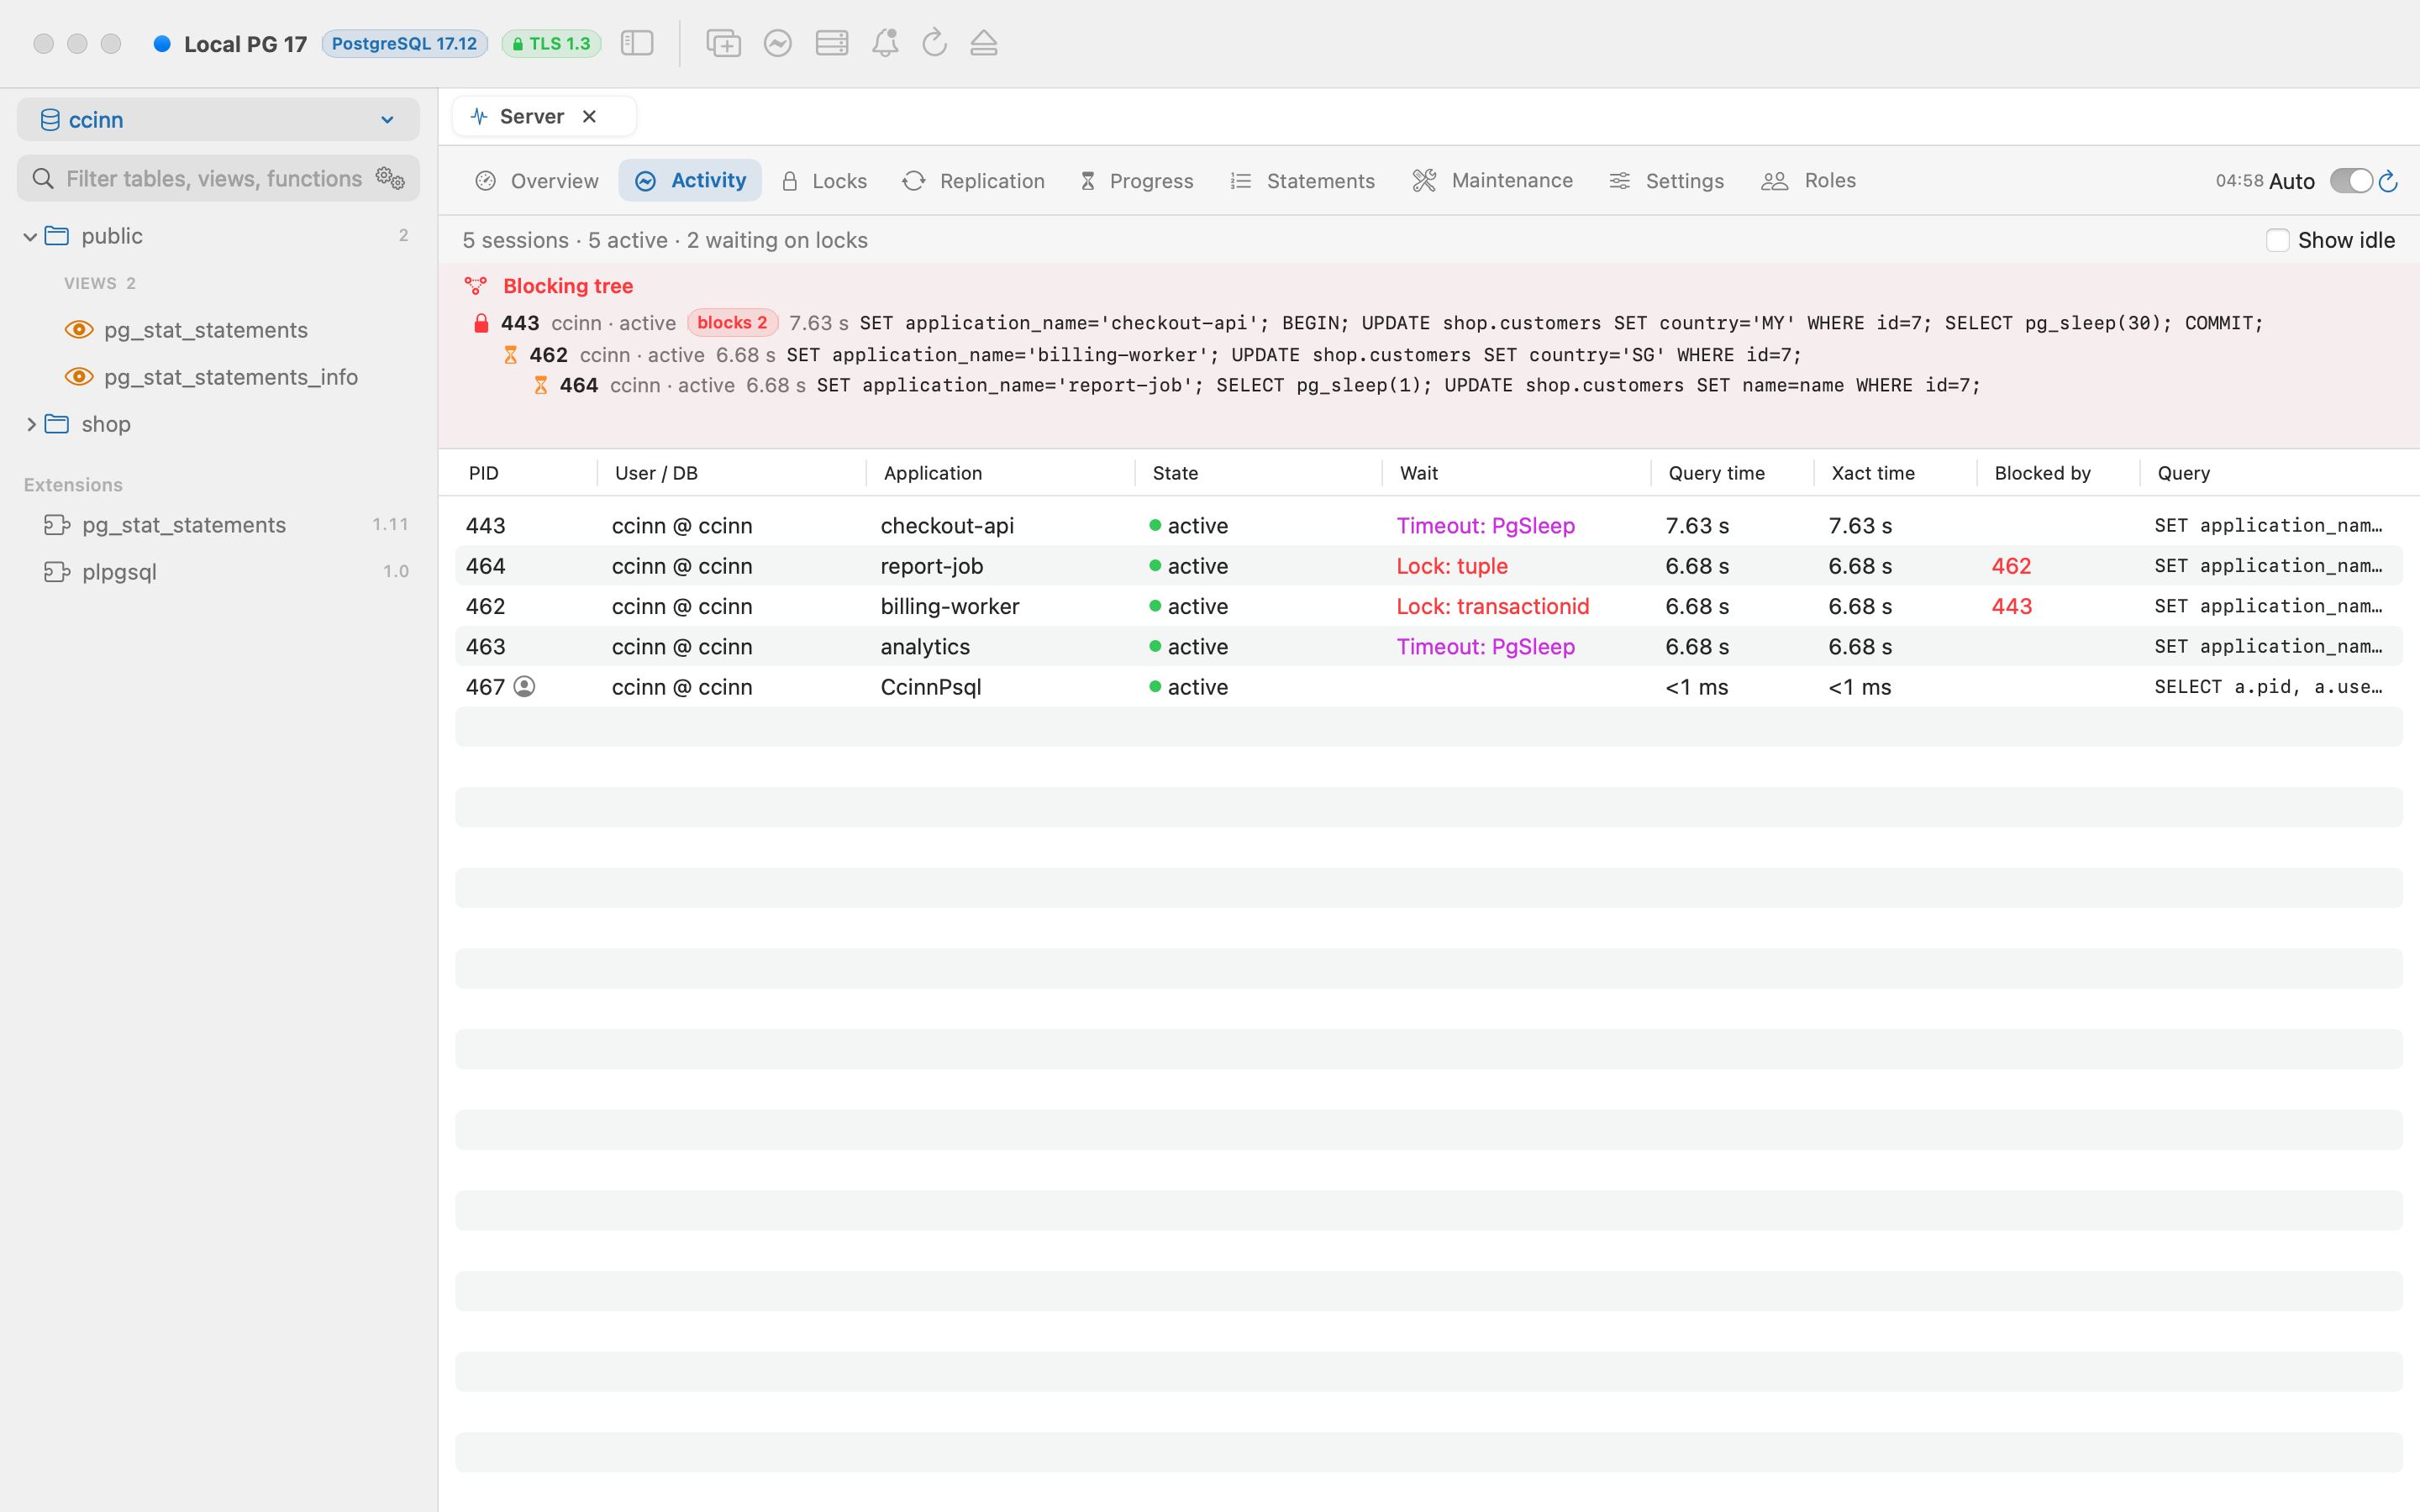 Local PG 17 PostgreSQL 17.12 TLS 1.3
ccinn
Filter tables, views, functions
public 2
VIEWS 2
pg_stat_statements
pg_stat_statements_info
shop
Extensions
pg_stat_statements 1.11
plpgsql 1.0
Server
Overview Activity Locks Replication Progress Statements Maintenance Settings Roles 04:58 Auto
5 sessions · 5 active · 2 waiting on locks Show idle
Blocking tree
443 ccinn · active blocks 2 7.63 s SET application_name='checkout-api'; BEGIN; UPDATE shop.customers SET country='MY' WHERE id=7; SELECT pg_sleep(30); COMMIT;
462 ccinn · active 6.68 s SET application_name='billing-worker'; UPDATE shop.customers SET country='SG' WHERE id=7;
464 ccinn · active 6.68 s SET application_name='report-job'; SELECT pg_sleep(1); UPDATE shop.customers SET name=name WHERE id=7;
PID User / DB Application State Wait Query time Xact time Blocked by Query
443 ccinn @ ccinn checkout-api active Timeout: PgSleep 7.63 s 7.63 s SET application_nam…
464 ccinn @ ccinn report-job active Lock: tuple 6.68 s 6.68 s 462 SET application_nam…
462 ccinn @ ccinn billing-worker active Lock: transactionid 6.68 s 6.68 s 443 SET application_nam…
463 ccinn @ ccinn analytics active Timeout: PgSleep 6.68 s 6.68 s SET application_nam…
467 ccinn @ ccinn CcinnPsql active <1 ms <1 ms SELECT a.pid, a.use…